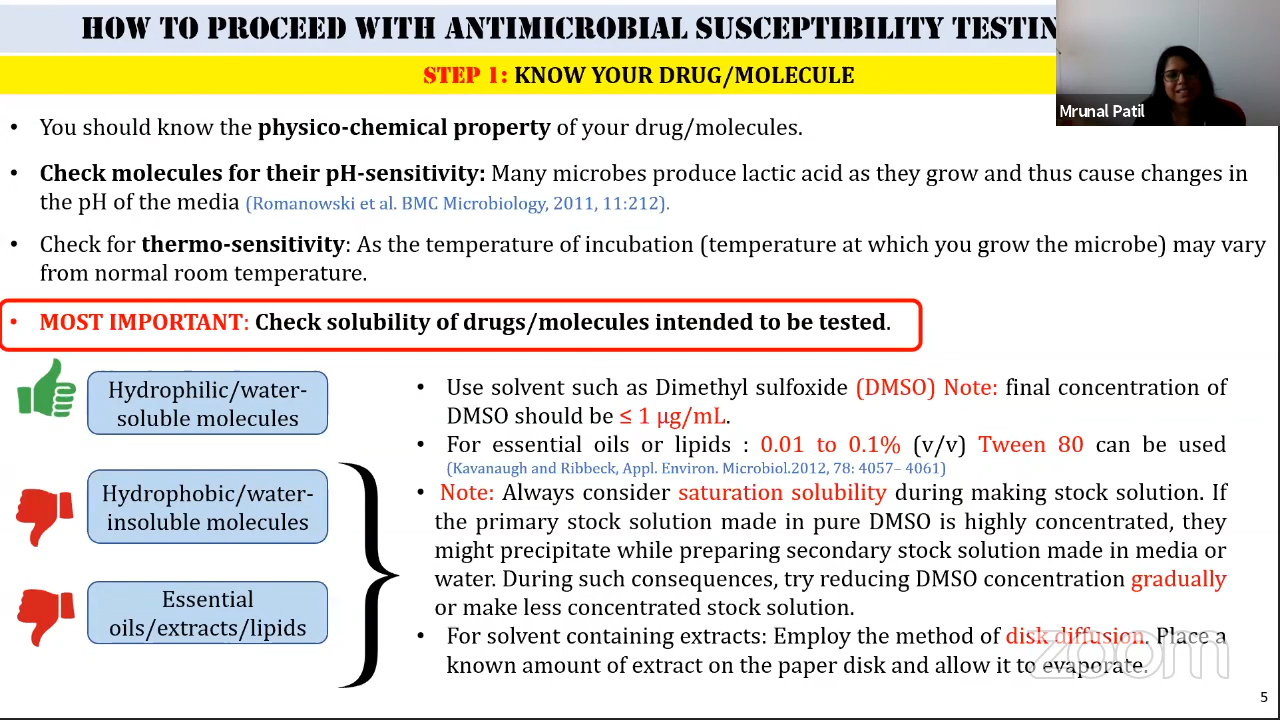 HOW TO PROCEED WITH ANTIMICROBIAL SUSCEPTIBILITY TESTIN
STEP 1: KNOW YOUR DRUG/MOLECULE
Mrunal Patil
• You should know the physico-chemical property of your drug/molecules.
• Check molecules for their pH-sensitivity: Many microbes produce lactic acid as they grow and thus cause changes in
the pH of the media (Romanowski et al. BMC Microbiology, 2011, 11:212).
• Check for thermo-sensitivity: As the temperature of incubation (temperature at which you grow the microbe) may vary
from normal room temperature.
• MOST IMPORTANT: Check solubility of drugs/molecules intended to be tested.
Hydrophilic/water-
soluble molecules
Hydrophobic/water-
insoluble molecules
Essential
oils/extracts/lipids
• Use solvent such as Dimethyl sulfoxide (DMSO) Note: final concentration of
DMSO should be ≤ 1 µg/mL.
• For essential oils or lipids : 0.01 to 0.1% (v/v) Tween 80 can be used
(Kavanaugh and Ribbeck, Appl. Environ. Microbiol.2012, 78: 4057– 4061)
• Note: Always consider saturation solubility during making stock solution. If
the primary stock solution made in pure DMSO is highly concentrated, they
might precipitate while preparing secondary stock solution made in media or
water. During such consequences, try reducing DMSO concentration gradually
or make less concentrated stock solution.
• For solvent containing extracts: Employ the method of disk diffusion. Place a
known amount of extract on the paper disk and allow it to evaporate.
zoom
5